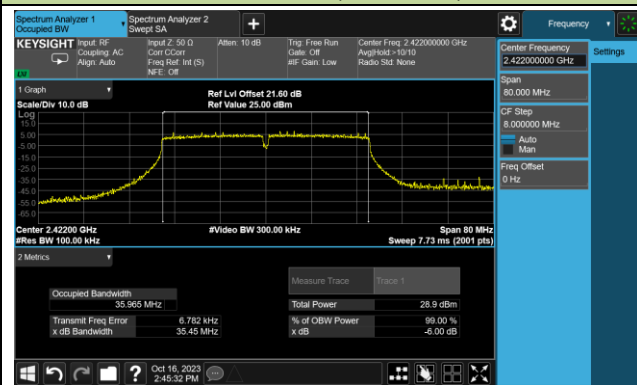 Spectrum Analyzer 1
Occupied BW
Spectrum Analyzer 2
Swept SA
+
Frequency
KEYSIGHT
Input: RF
Coupling: AC
Align: Auto
Input Z: 50 Ω
Corr CCorr
Freq Ref: Int (S)
NFE: Off
Atten: 10 dB
Trig: Free Run
Gate: Off
#IF Gain: Low
Center Freq: 2.422000000 GHz
Avg|Hold:>10/10
Radio Std: None
Center Frequency
2.422000000 GHz
Settings
Span
80.000 MHz
CF Step
8.000000 MHz
Auto
Man
Freq Offset
0 Hz
1 Graph
Scale/Div 10.0 dB
Ref Lvl Offset 21.60 dB
Ref Value 25.00 dBm
Log
15.0
5.00
-5.00
-15.0
-25.0
-35.0
-45.0
-55.0
-65.0
Center 2.42200 GHz
#Res BW 100.00 kHz
#Video BW 300.00 kHz
Span 80 MHz
Sweep 7.73 ms (2001 pts)
2 Metrics
Measure Trace
Trace 1
Occupied Bandwidth
35.965 MHz
Total Power
28.9 dBm
Transmit Freq Error
6.782 kHz
% of OBW Power
99.00 %
x dB Bandwidth
35.45 MHz
x dB
-6.00 dB
?
Oct 16, 2023
2:45:32 PM